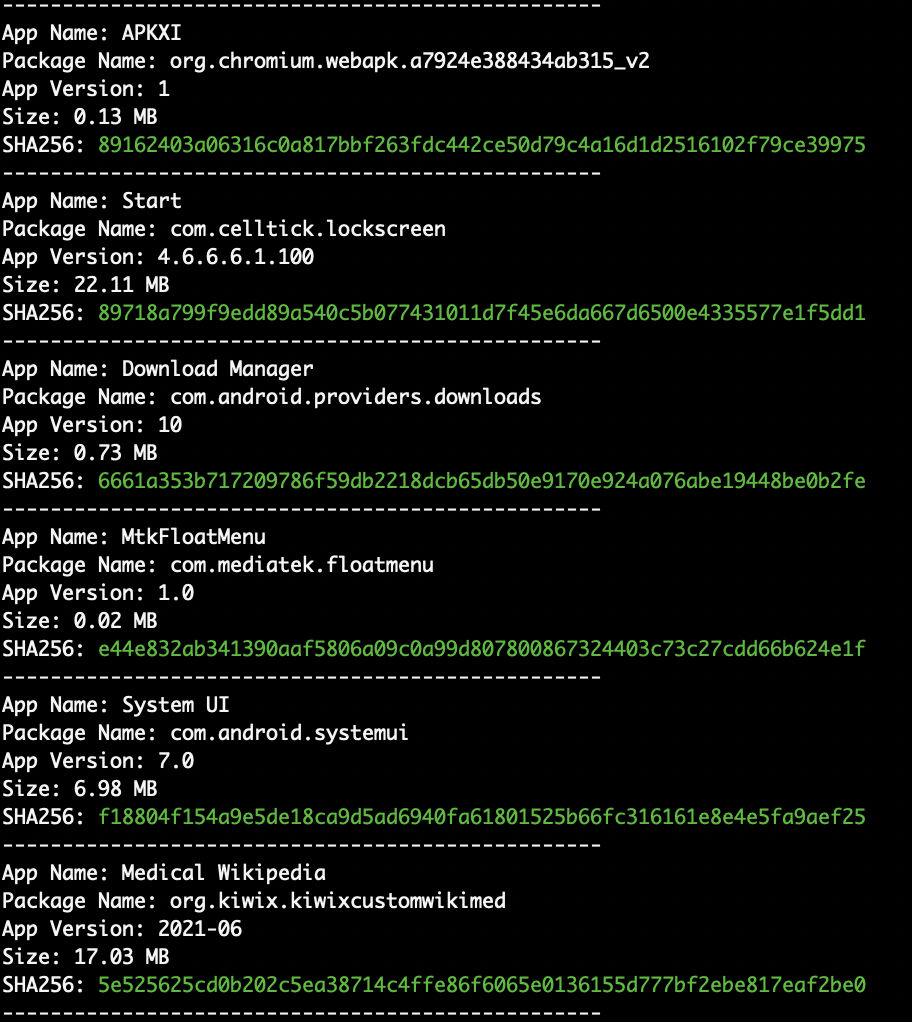 --------------------------------------------------
App Name: APKXI
Package Name: org.chromium.webapk.a7924e388434ab315_v2
App Version: 1
Size: 0.13 MB
SHA256: 89162403a06316c0a817bbf263fdc442ce50d79c4a16d1d2516102f79ce39975
--------------------------------------------------
App Name: Start
Package Name: com.celltick.lockscreen
App Version: 4.6.6.6.1.100
Size: 22.11 MB
SHA256: 89718a799f9edd89a540c5b077431011d7f45e6da667d6500e4335577e1f5dd1
--------------------------------------------------
App Name: Download Manager
Package Name: com.android.providers.downloads
App Version: 10
Size: 0.73 MB
SHA256: 6661a353b717209786f59db2218dcb65db50e9170e924a076abe19448be0b2fe
--------------------------------------------------
App Name: MtkFloatMenu
Package Name: com.mediatek.floatmenu
App Version: 1.0
Size: 0.02 MB
SHA256: e44e832ab341390aaf5806a09c0a99d807800867324403c73c27cdd66b624e1f
--------------------------------------------------
App Name: System UI
Package Name: com.android.systemui
App Version: 7.0
Size: 6.98 MB
SHA256: f18804f154a9e5de18ca9d5ad6940fa61801525b66fc316161e8e4e5fa9aef25
--------------------------------------------------
App Name: Medical Wikipedia
Package Name: org.kiwix.kiwixcustomwikimed
App Version: 2021-06
Size: 17.03 MB
SHA256: 5e525625cd0b202c5ea38714c4ffe86f6065e0136155d777bf2ebe817eaf2be0
--------------------------------------------------